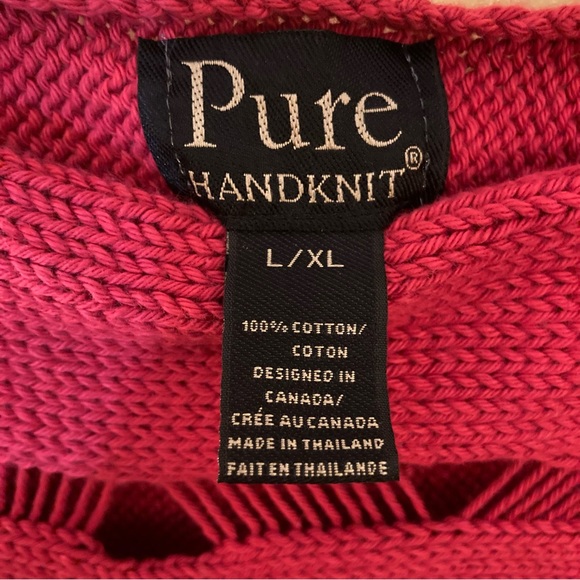 Pure
HANDKNIT®
L/XL
100% COTTON/
COTON
DESIGNED IN
CANADA/
CRÉE AU CANADA
MADE IN THAILAND
FAIT EN THAILANDE